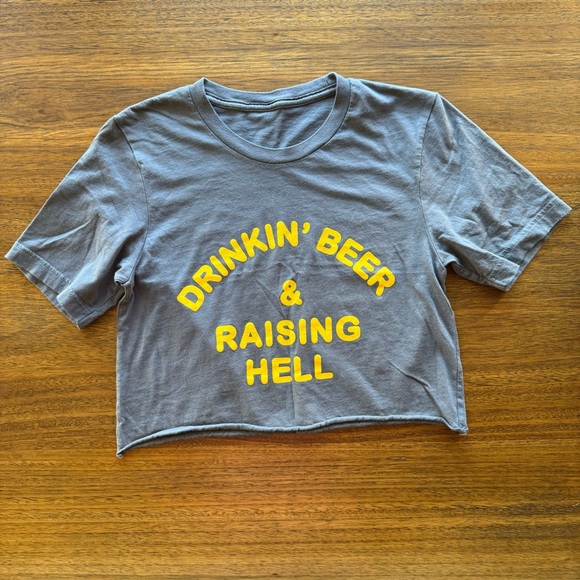 DRINKIN' BEER
&
RAISING
HELL